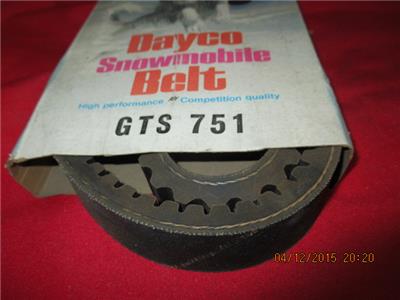 Dayco
Snowmobile
Belt
High performance Competition quality
GTS 751
04/12/2015 20:20